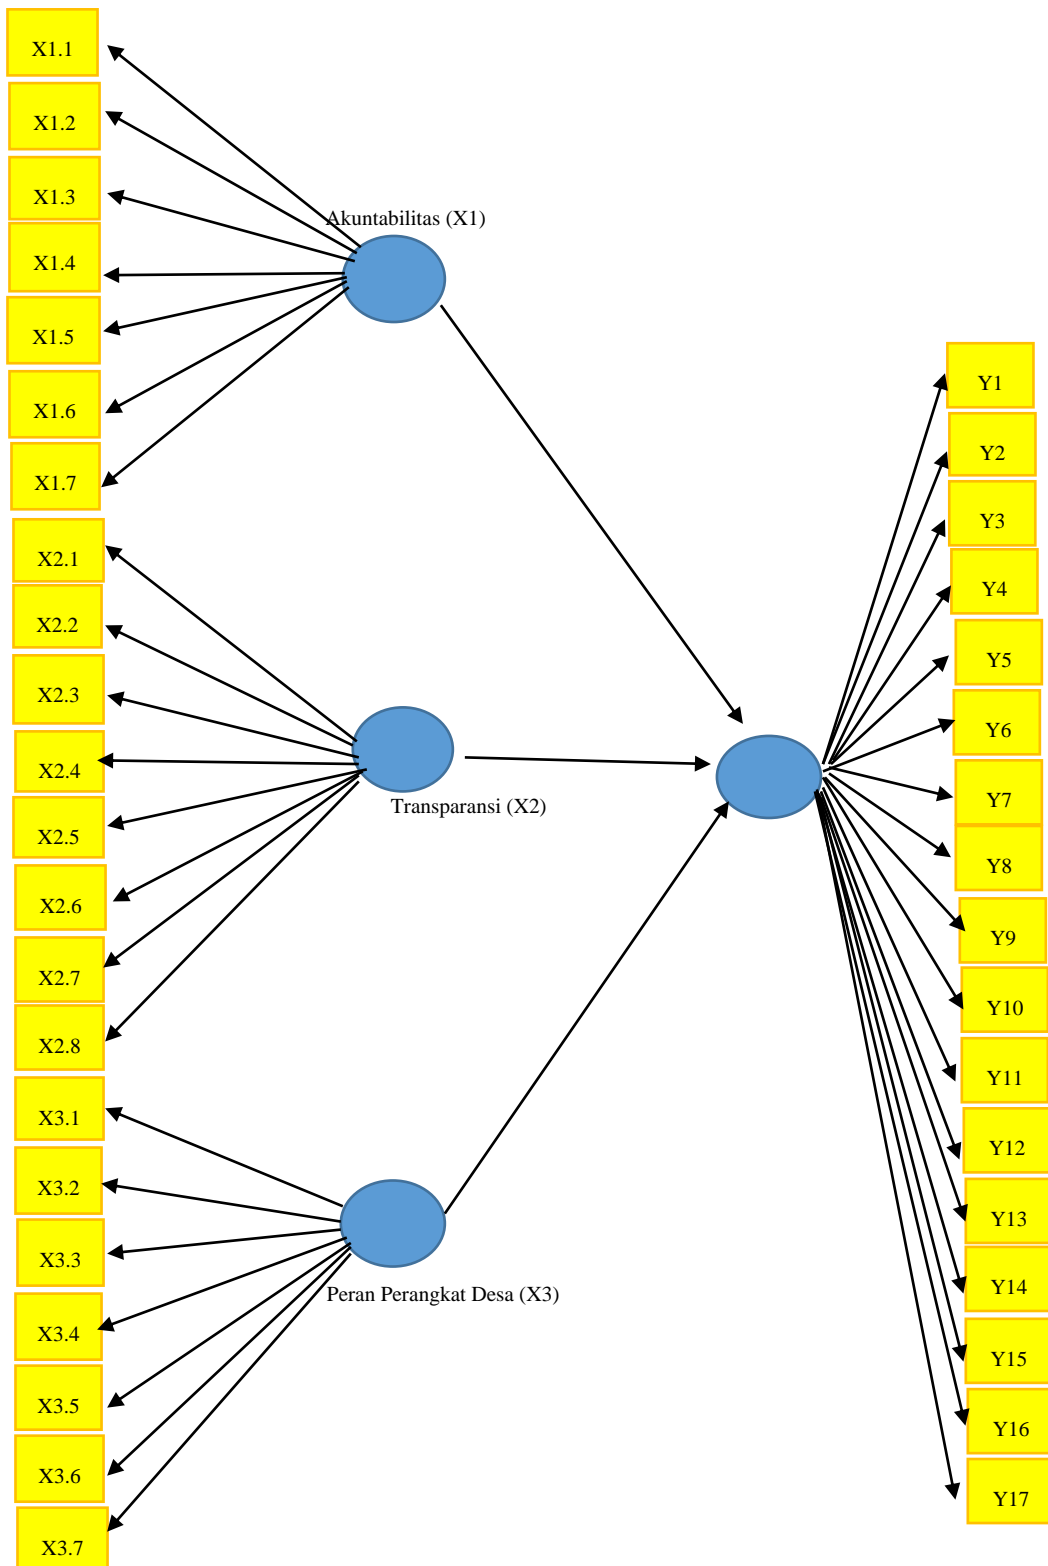 X1.1
X1.2
X1.3
X1.4
X1.5
X1.6
X1.7
Akuntabilitas (X1)
X2.1
X2.2
X2.3
X2.4
X2.5
X2.6
X2.7
X2.8
Transparansi (X2)
X3.1
X3.2
X3.3
X3.4
X3.5
X3.6
X3.7
Peran Perangkat Desa (X3)
Y1
Y2
Y3
Y4
Y5
Y6
Y7
Y8
Y9
Y10
Y11
Y12
Y13
Y14
Y15
Y16
Y17